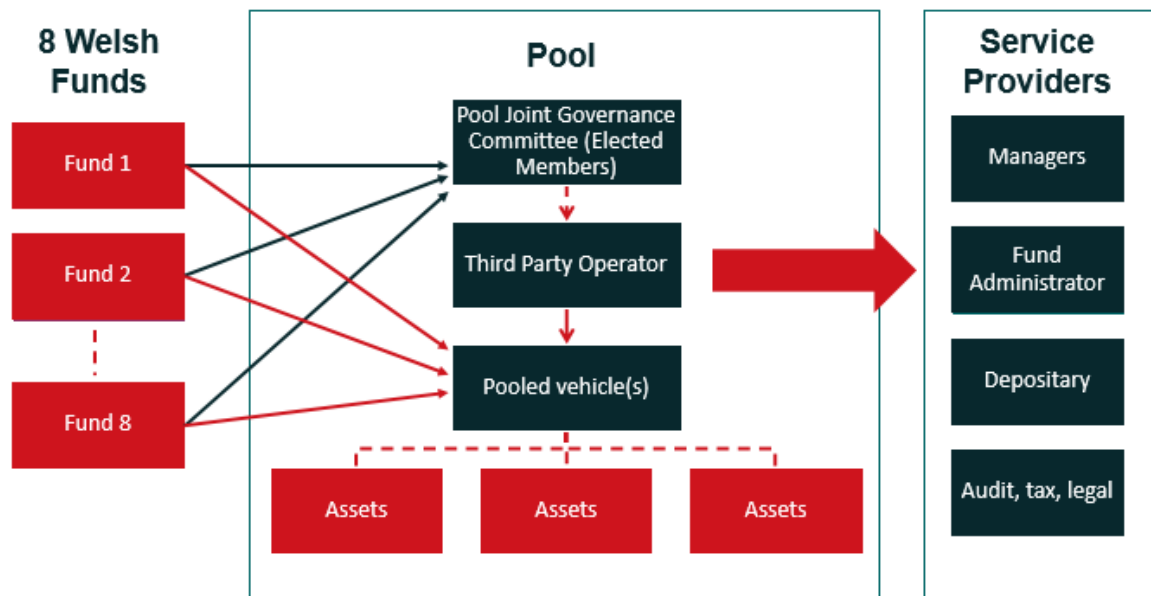 8 Welsh
Funds
Fund 1
Fund 2
Fund 8
Pool
Pool Joint Governance
Committee (Elected
Members)
Third Party Operator
Pooled vehicle(s)
Assets
Assets
Assets
Service
Providers
Managers
Fund
Administrator
Depositary
Audit, tax, legal